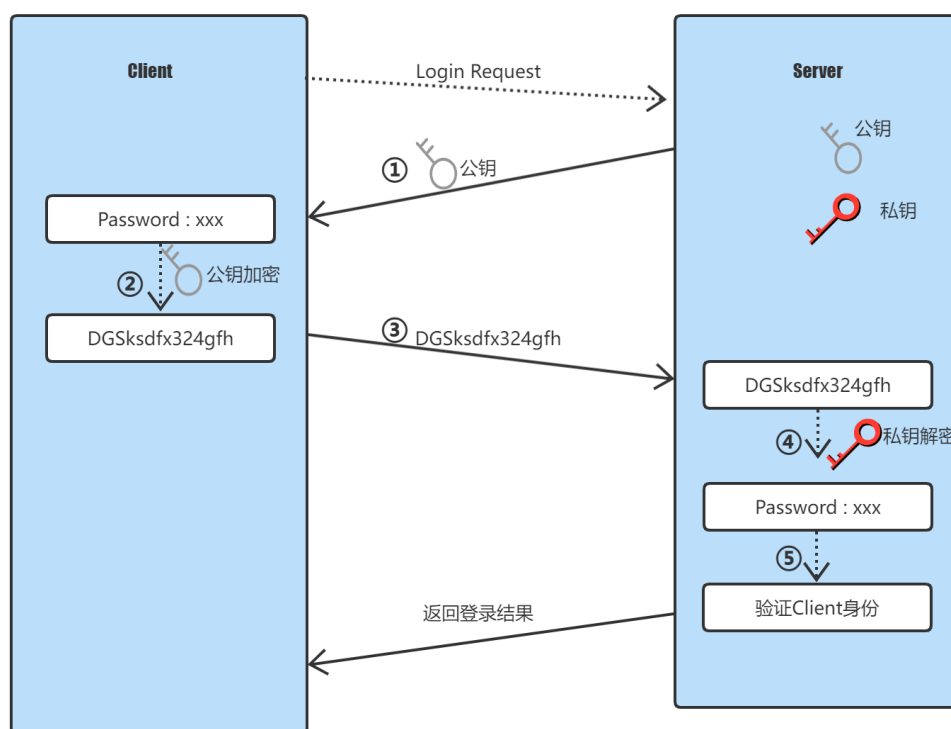 Client
Login Request
Server
公钥
① 公钥
私钥
Password : xxx
② 公钥加密
DGSksdfx324gfh
③ DGSksdfx324gfh
DGSksdfx324gfh
④ 私钥解密
Password : xxx
⑤
验证Client身份
返回登录结果